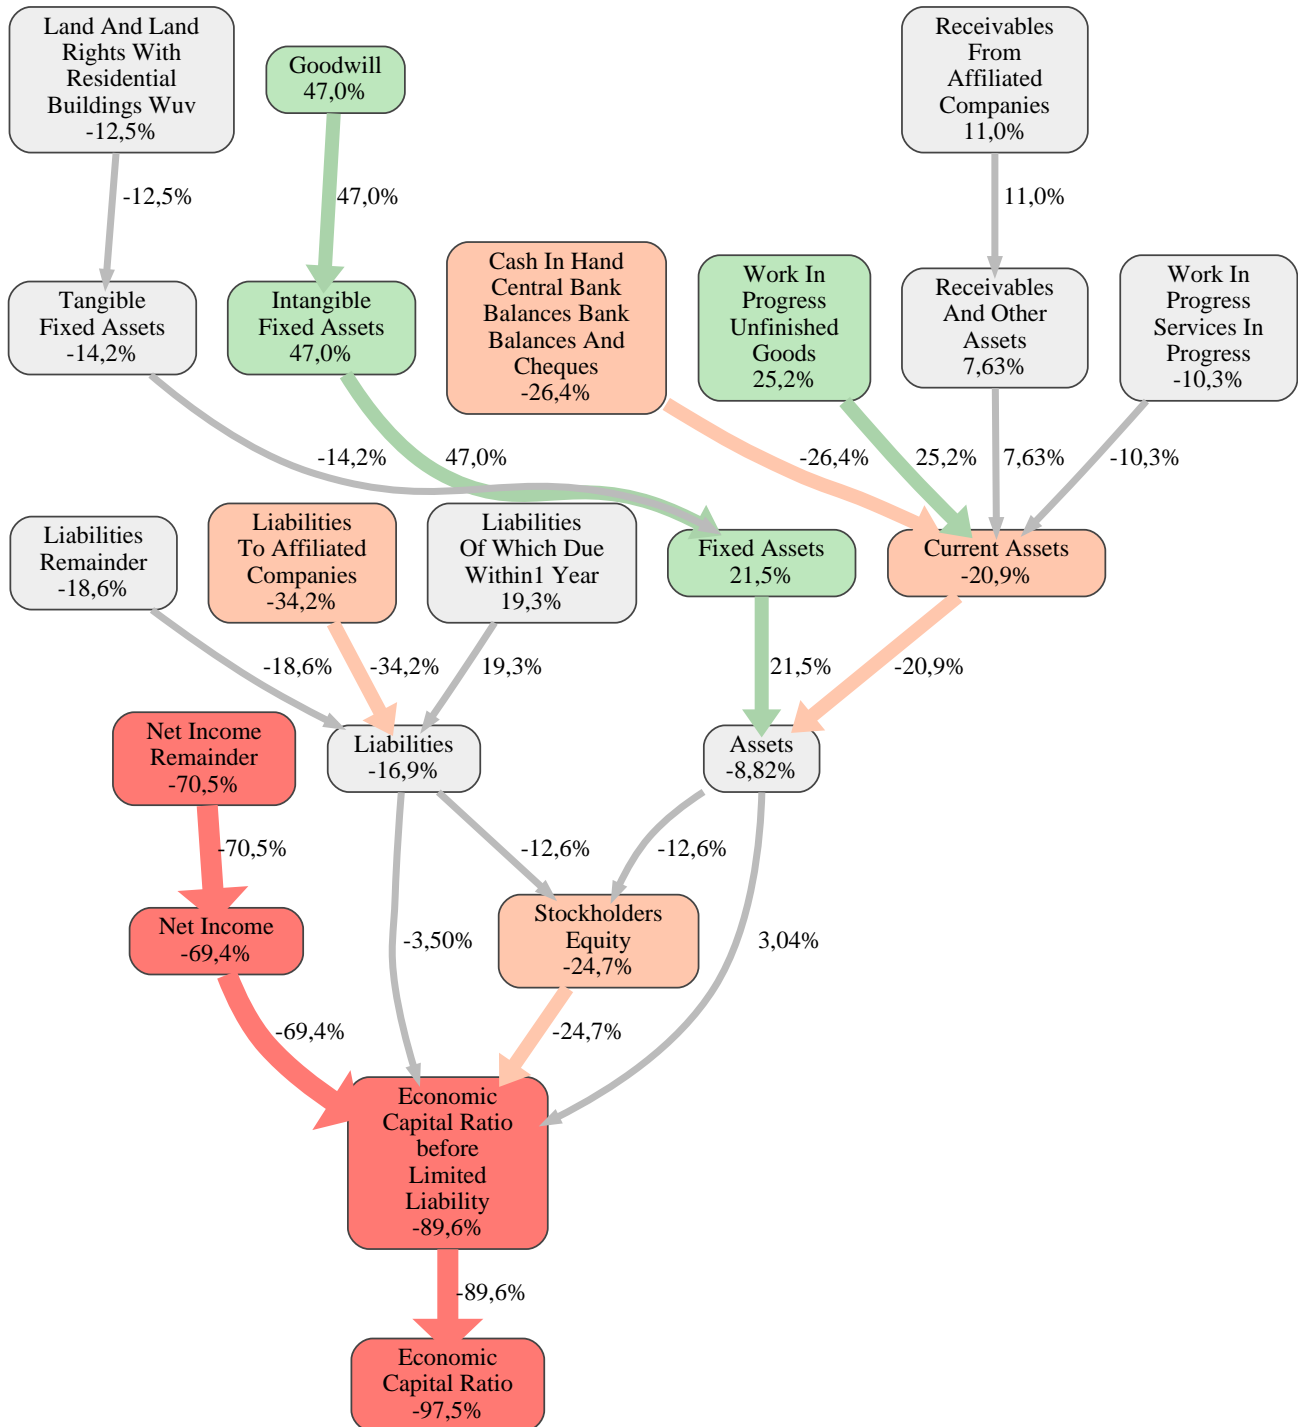 Land And Land
Rights With
Residential
Buildings Wuv
-12,5%
Goodwill
47,0%
Receivables
From
Affiliated
Companies
11,0%
-12,5%
47,0%
11,0%
Tangible
Fixed Assets
-14,2%
Intangible
Fixed Assets
47,0%
Cash In Hand
Central Bank
Balances Bank
Balances And
Cheques
-26,4%
Work In
Progress
Unfinished
Goods
25,2%
Receivables
And Other
Assets
7,63%
Work In
Progress
Services In
Progress
-10,3%
-14,2%
47,0%
-26,4%
25,2%
7,63%
-10,3%
Liabilities
Remainder
-18,6%
Liabilities
To Affiliated
Companies
-34,2%
Liabilities
Of Which Due
Within1 Year
19,3%
Fixed Assets
21,5%
Current Assets
-20,9%
-18,6%
-34,2%
19,3%
21,5%
-20,9%
Net Income
Remainder
-70,5%
Liabilities
-16,9%
Assets
-8,82%
-70,5%
-12,6%
-12,6%
Net Income
-69,4%
-3,50%
Stockholders
Equity
-24,7%
3,04%
-69,4%
-24,7%
Economic
Capital Ratio
before
Limited
Liability
-89,6%
-89,6%
Economic
Capital Ratio
-97,5%